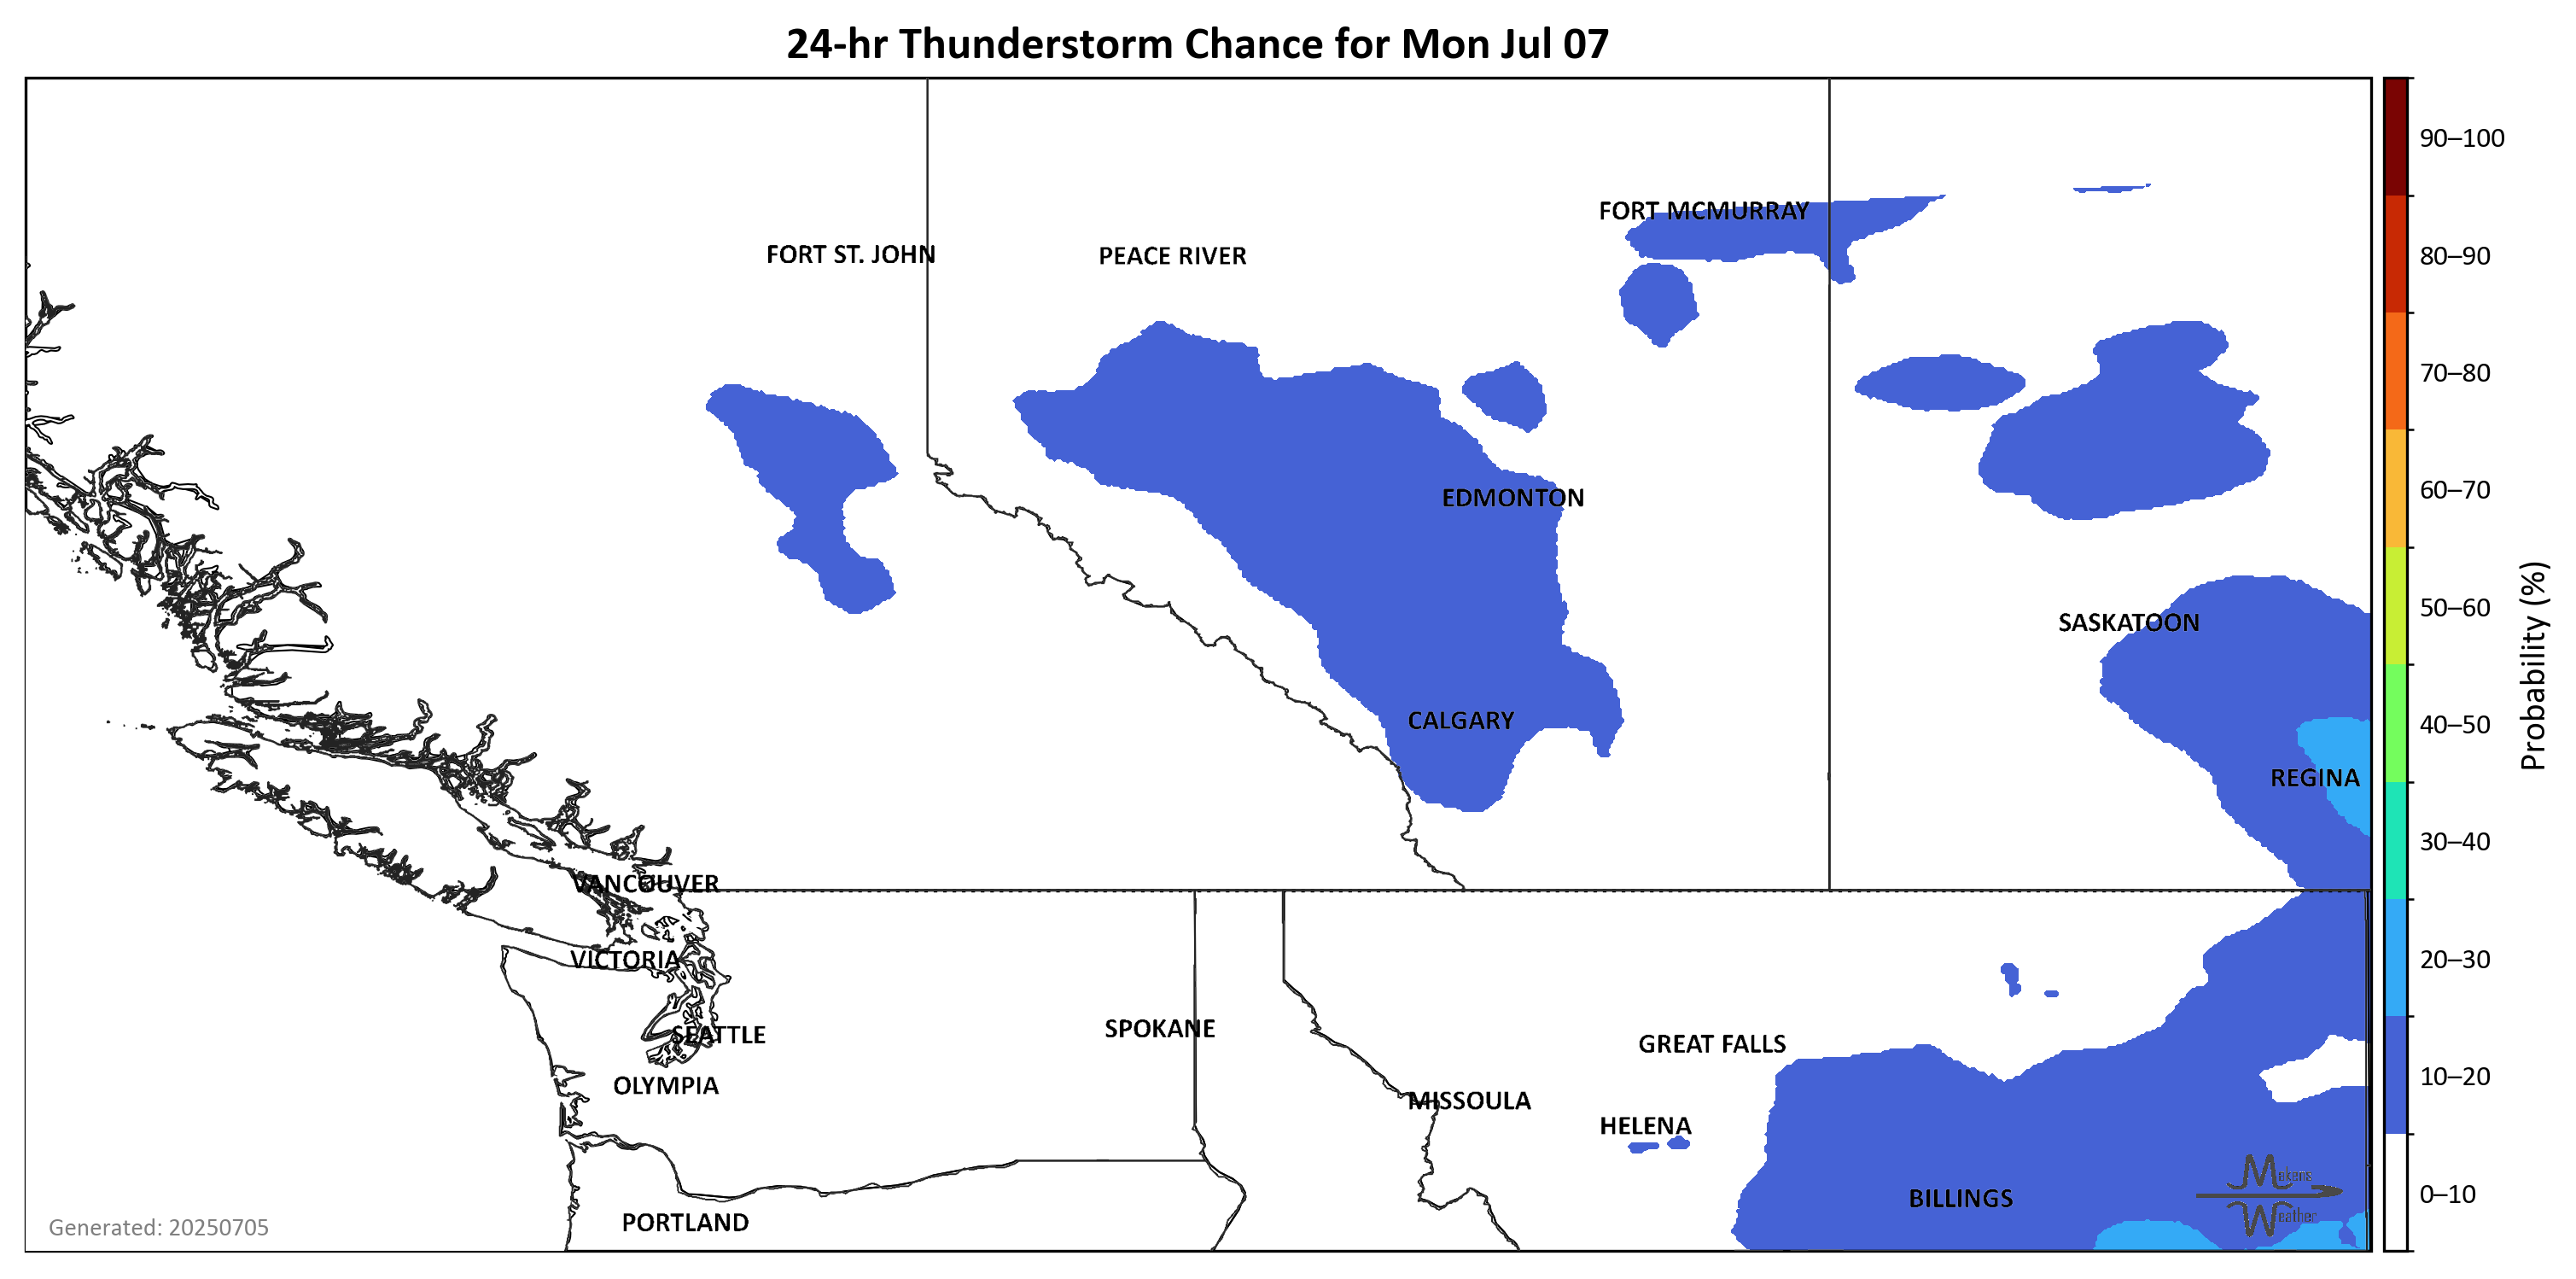 24-hr Thunderstorm Chance for Mon Jul 07
90–100
80–90
70–80
60–70
50–60
40–50
30–40
20–30
10–20
0–10
Probability (%)
FORT MCMURRAY
FORT ST. JOHN
PEACE RIVER
EDMONTON
SASKATOON
CALGARY
REGINA
VANCOUVER
VICTORIA
SEATTLE
SPOKANE
GREAT FALLS
OLYMPIA
MISSOULA
HELENA
BILLINGS
PORTLAND
Mekens
Weather
Generated: 20250705